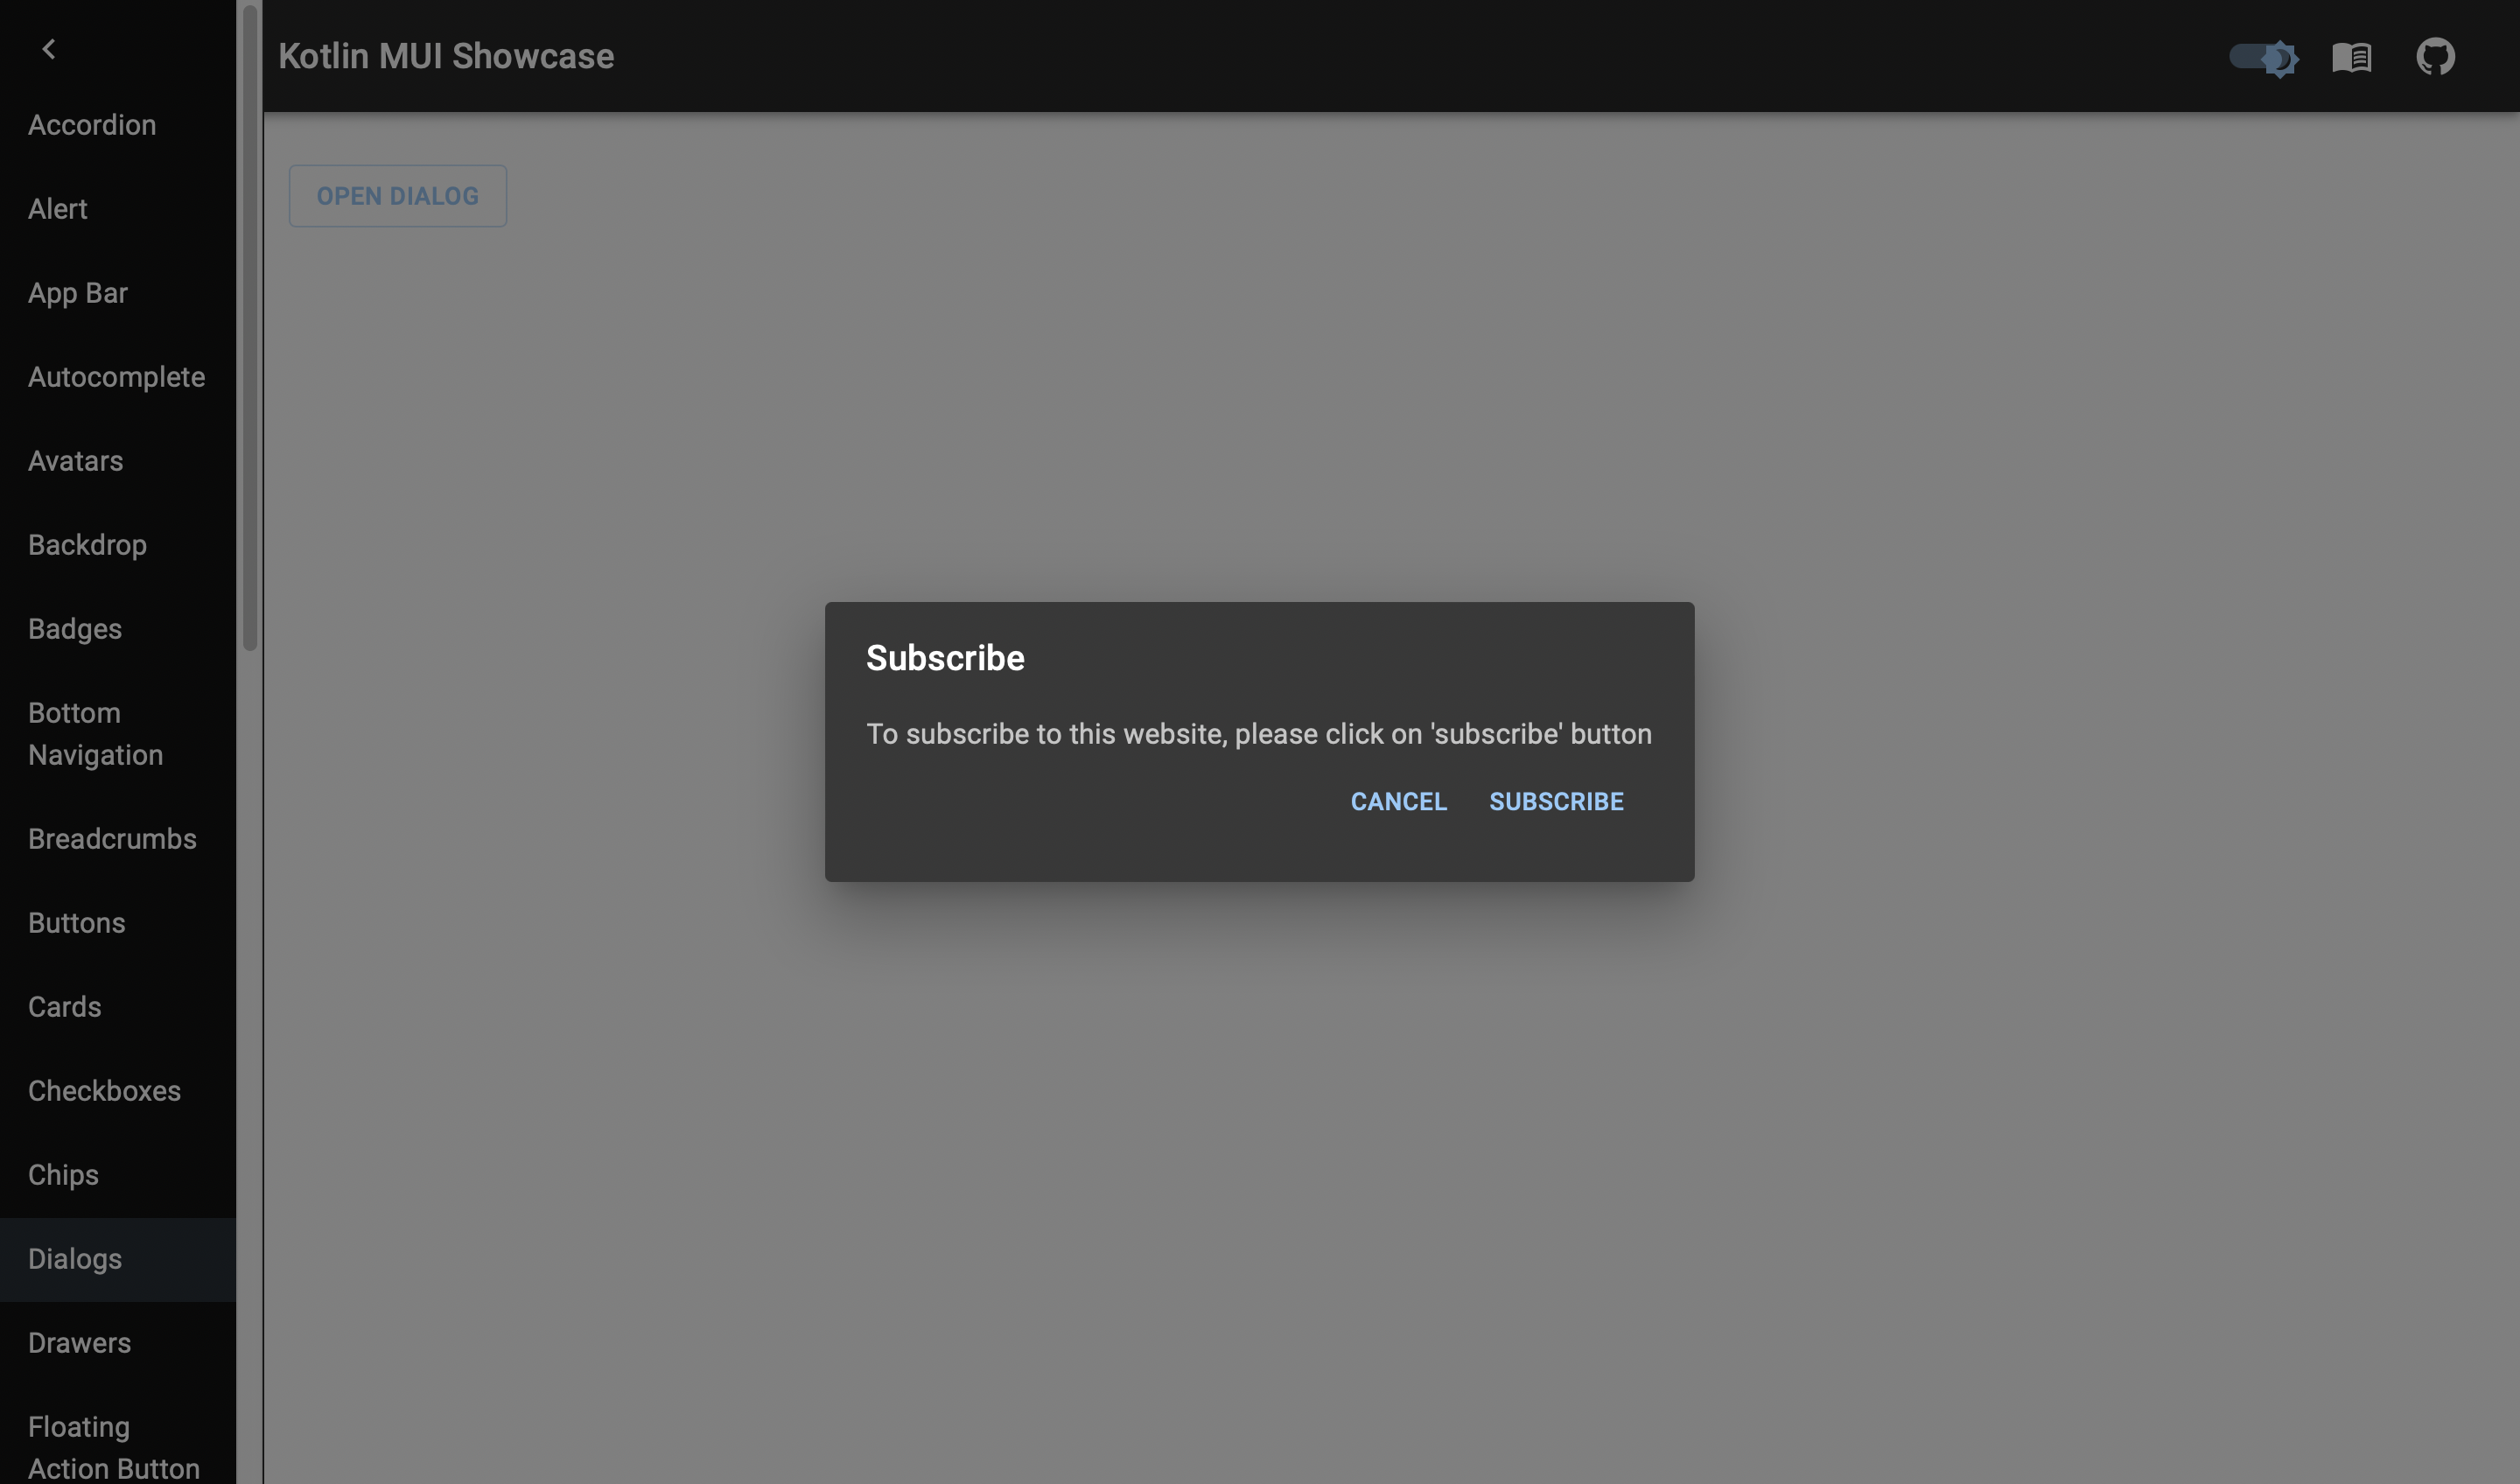 Kotlin MUI Showcase
Accordion
Alert
App Bar
Autocomplete
Avatars
Backdrop
Badges
Bottom
Navigation
Breadcrumbs
Buttons
Cards
Checkboxes
Chips
Dialogs
Drawers
Floating
Action Button
OPEN DIALOG
Subscribe
To subscribe to this website, please click on 'subscribe' button
CANCEL SUBSCRIBE